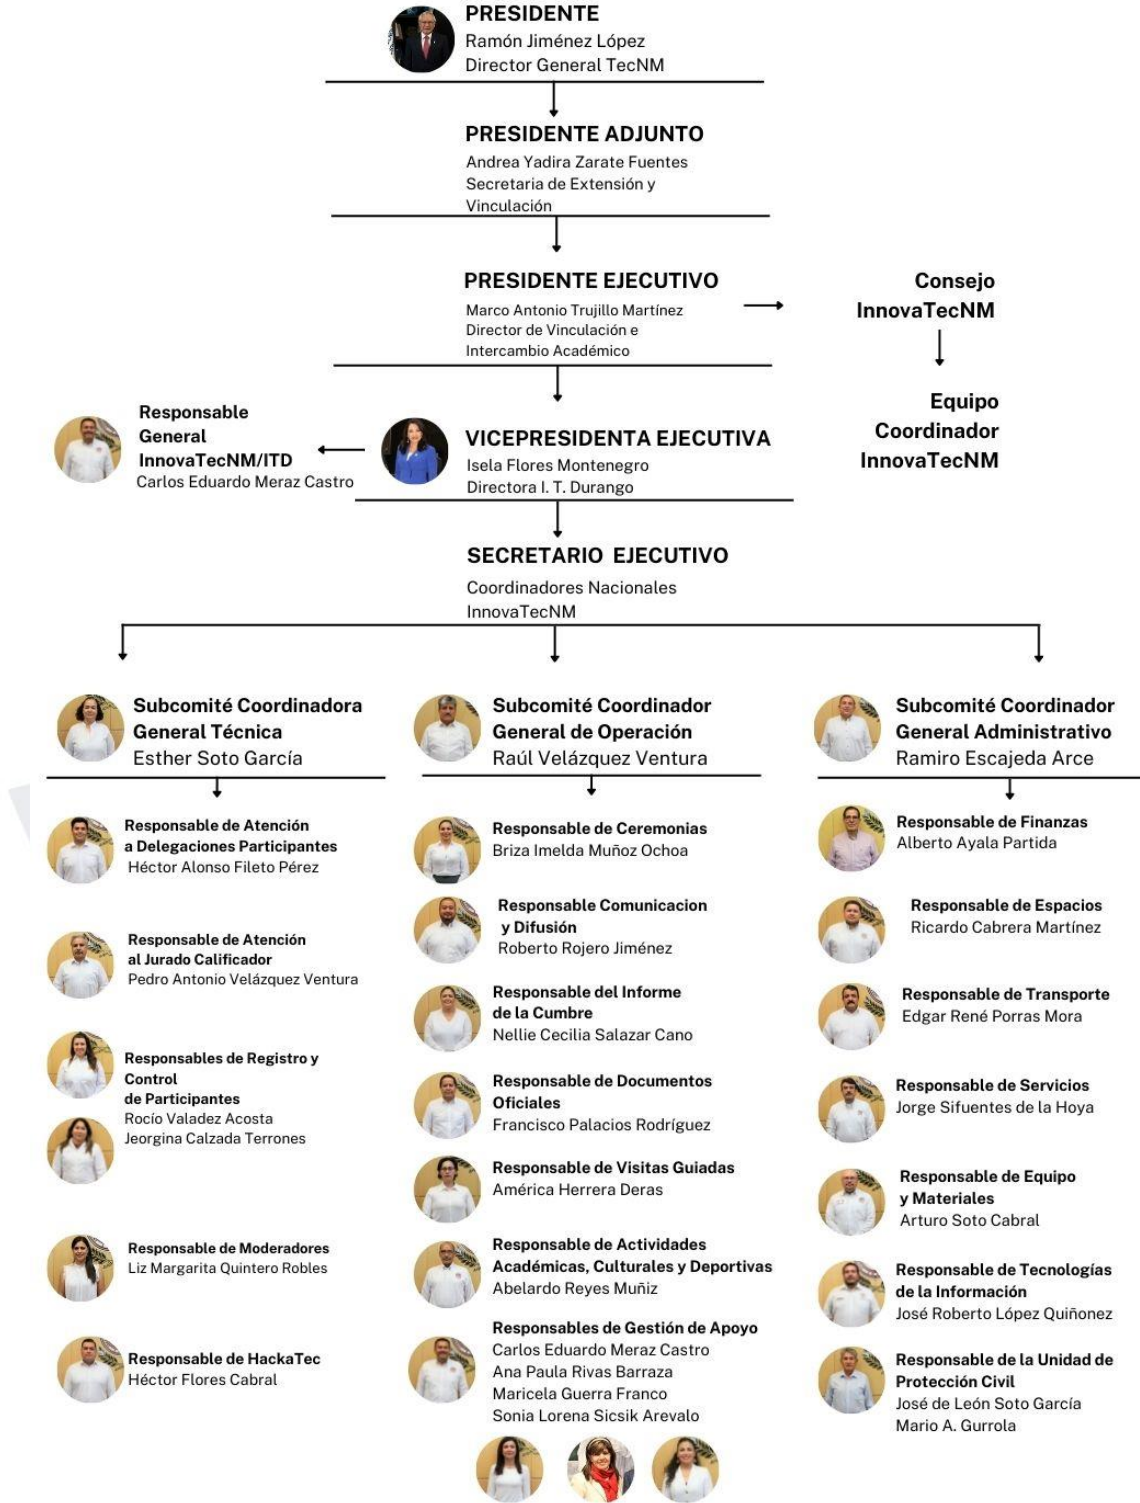 PRESIDENTE
Ramón Jiménez López
Director General TecNM
PRESIDENTE ADJUNTO
Andrea Yadira Zarate Fuentes
Secretaria de Extensión y
Vinculación
PRESIDENTE EJECUTIVO
Marco Antonio Trujillo Martínez
Director de Vinculación e
Intercambio Académico
Consejo
InnovaTecNM
Equipo
Coordinador
InnovaTecNM
Responsable
General
InnovaTecNM/ITD
Carlos Eduardo Meraz Castro
VICEPRESIDENTA EJECUTIVA
Isela Flores Montenegro
Directora I. T. Durango
SECRETARIO EJECUTIVO
Coordinadores Nacionales
InnovaTecNM
Subcomité Coordinadora
General Técnica
Esther Soto García
Responsable de Atención
a Delegaciones Participantes
Héctor Alonso Fileto Pérez
Responsable de Atención
al Jurado Calificador
Pedro Antonio Velázquez Ventura
Responsables de Registro y
Control
de Participantes
Rocío Valadez Acosta
Jeorgina Calzada Terrones
Responsable de Moderadores
Liz Margarita Quintero Robles
Responsable de HackaTec
Héctor Flores Cabral
Subcomité Coordinador
General de Operación
Raúl Velázquez Ventura
Responsable de Ceremonias
Briza Imelda Muñoz Ochoa
Responsable Comunicacion
y Difusión
Roberto Rojero Jiménez
Responsable del Informe
de la Cumbre
Nellie Cecilia Salazar Cano
Responsable de Documentos
Oficiales
Francisco Palacios Rodríguez
Responsable de Visitas Guiadas
América Herrera Deras
Responsable de Actividades
Académicas, Culturales y Deportivas
Abelardo Reyes Muñiz
Responsables de Gestión de Apoyo
Carlos Eduardo Meraz Castro
Ana Paula Rivas Barraza
Maricela Guerra Franco
Sonia Lorena Sicsik Arevalo
Subcomité Coordinador
General Administrativo
Ramiro Escajeda Arce
Responsable de Finanzas
Alberto Ayala Partida
Responsable de Espacios
Ricardo Cabrera Martínez
Responsable de Transporte
Edgar René Porras Mora
Responsable de Servicios
Jorge Sifuentes de la Hoya
Responsable de Equipo
y Materiales
Arturo Soto Cabral
Responsable de Tecnologías
de la Información
José Roberto López Quiñonez
Responsable de la Unidad de
Protección Civil
José de León Soto García
Mario A. Gurrola